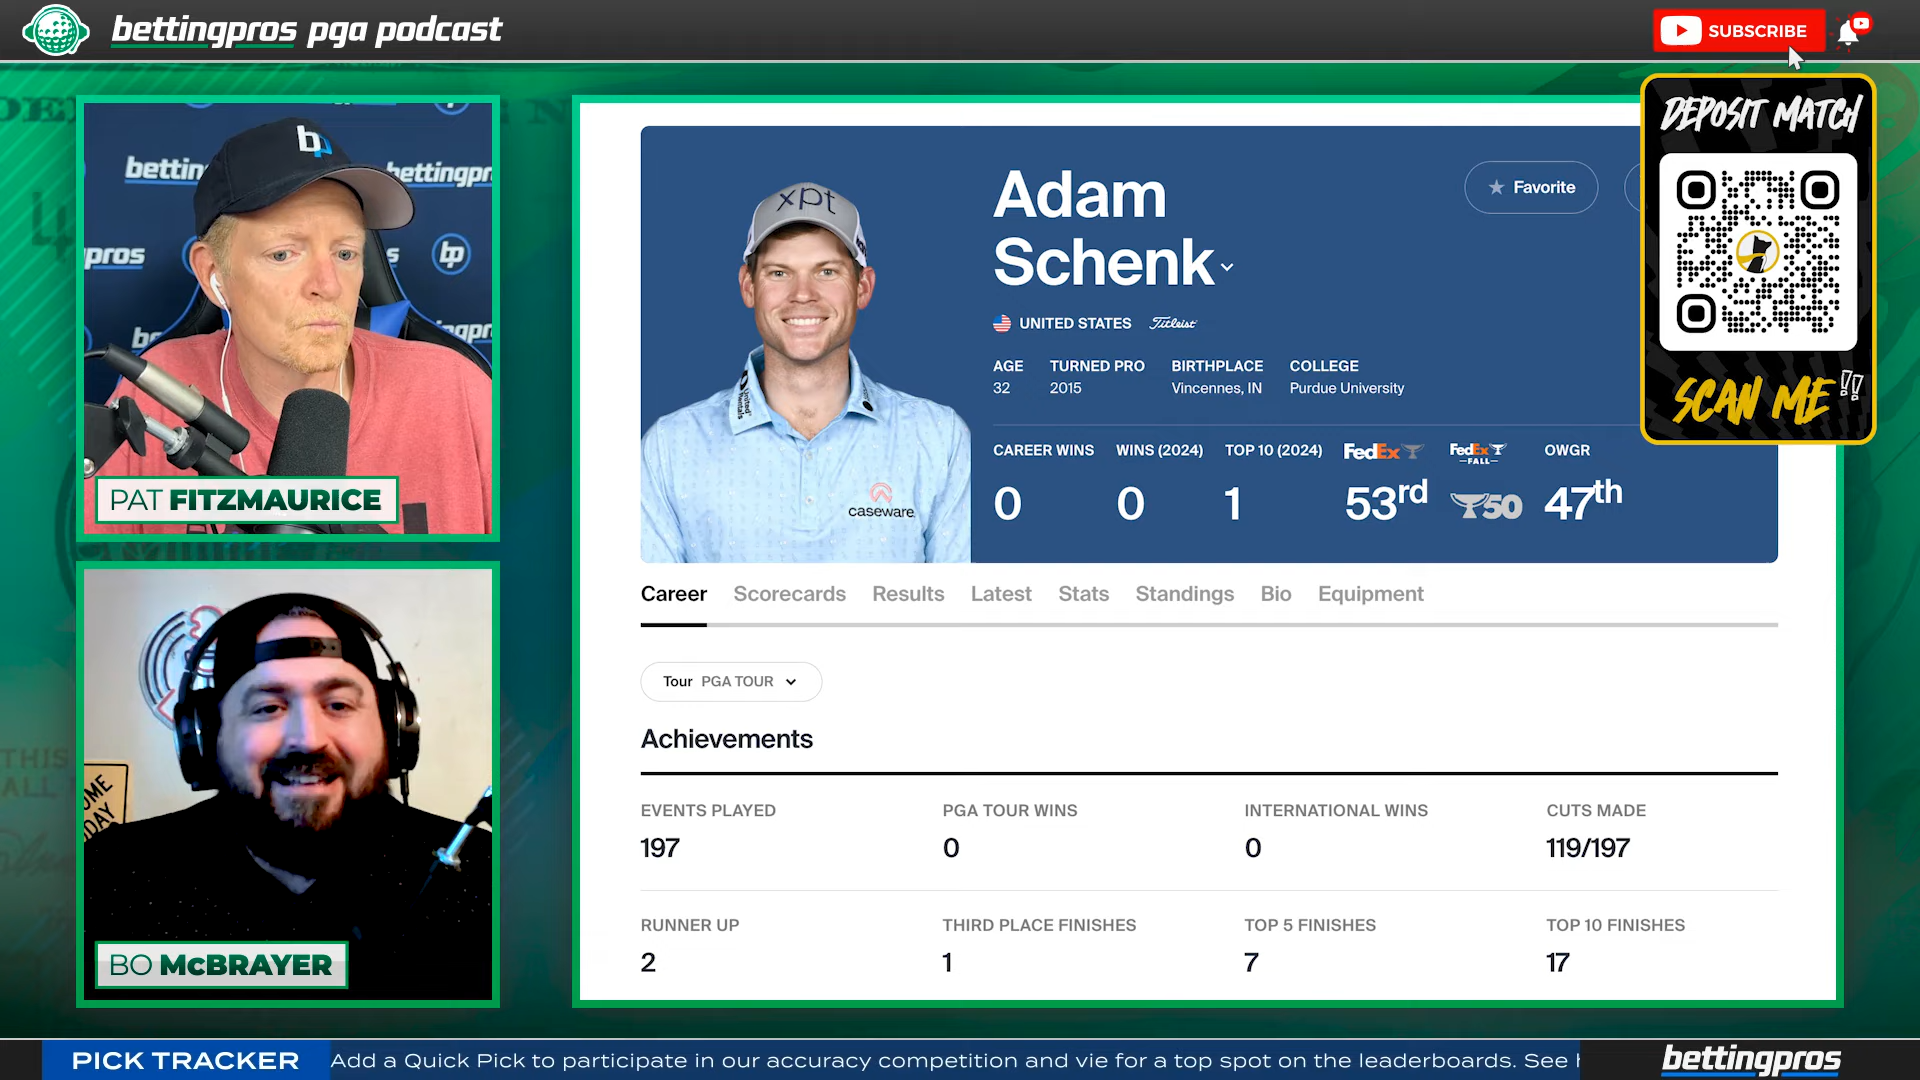 bettingpros pga podcast
SUBSCRIBE
DEPOSIT MATCH
SCAN ME!!
bettin
bettingpr
pros
bp
PAT FITZMAURICE
BO McBRAYER
Adam
Schenk
Favorite
xpt
UNITED STATES Titleist
AGE TURNED PRO BIRTHPLACE COLLEGE
32 2015 Vincennes, IN Purdue University
CAREER WINS WINS (2024) TOP 10 (2024) FedEx FedEx FALL OWGR
0 0 1 53rd 50 47th
caseware
Career Scorecards Results Latest Stats Standings Bio Equipment
Tour PGA TOUR
Achievements
EVENTS PLAYED PGA TOUR WINS INTERNATIONAL WINS CUTS MADE
197 0 0 119/197
RUNNER UP THIRD PLACE FINISHES TOP 5 FINISHES TOP 10 FINISHES
2 1 7 17
PICK TRACKER Add a Quick Pick to participate in our accuracy competition and vie for a top spot on the leaderboards. See
bettingpros